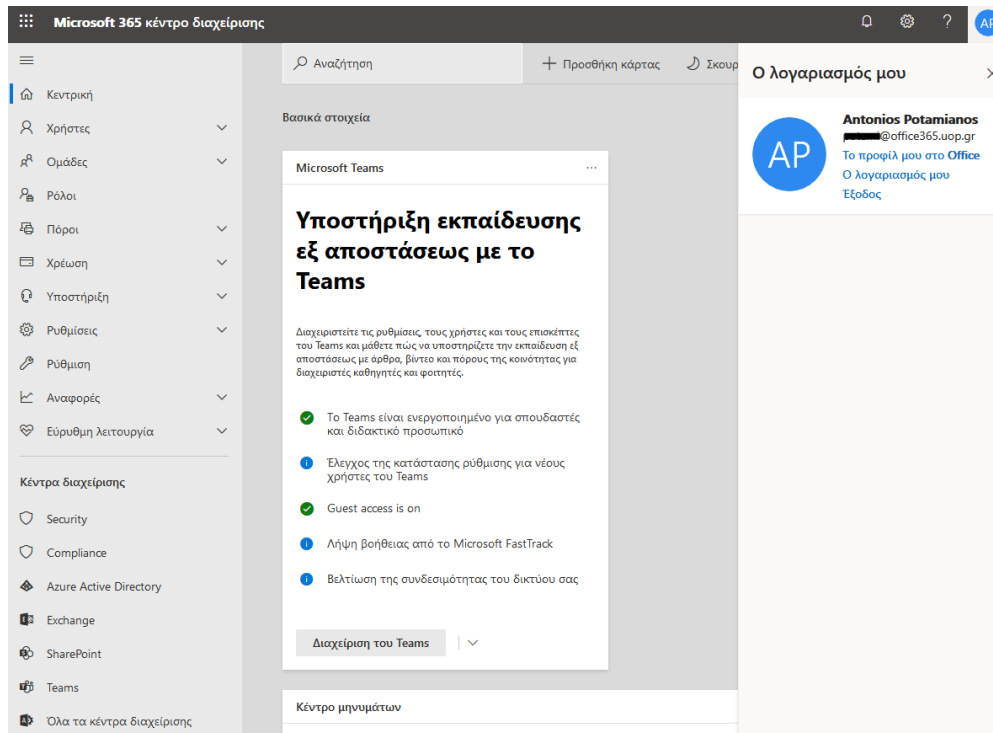 Microsoft 365 κέντρο διαχείρισης
AP
Κεντρική
Χρήστες
Ομάδες
Ρόλοι
Πόροι
Χρέωση
Υποστήριξη
Ρυθμίσεις
Ρύθμιση
Αναφορές
Εύρυθμη λειτουργία
Κέντρα διαχείρισης
Security
Compliance
Azure Active Directory
Exchange
SharePoint
Teams
Όλα τα κέντρα διαχείρισης
Αναζήτηση
Προσθήκη κάρτας
Σκουρ
Βασικά στοιχεία
Microsoft Teams
Υποστήριξη εκπαίδευσης
εξ αποστάσεως με το
Teams
Διαχειριστείτε τις ρυθμίσεις, τους χρήστες και τους επισκέπτες
του Teams και μάθετε πώς να υποστηρίζετε την εκπαίδευση εξ
αποστάσεως με άρθρα, βίντεο και πόρους της κοινότητας για
διαχειριστές καθηγητές και φοιτητές.
Το Teams είναι ενεργοποιημένο για σπουδαστές
και διδακτικό προσωπικό
Έλεγχος της κατάστασης ρύθμισης για νέους
χρήστες του Teams
Guest access is on
Λήψη βοήθειας από το Microsoft FastTrack
Βελτίωση της συνδεσιμότητας του δικτύου σας
Διαχείριση του Teams
Κέντρο μηνυμάτων
Ο λογαριασμός μου
AP
Antonios Potamianos
@office365.uop.gr
Το προφίλ μου στο Office
Ο λογαριασμός μου
Έξοδος